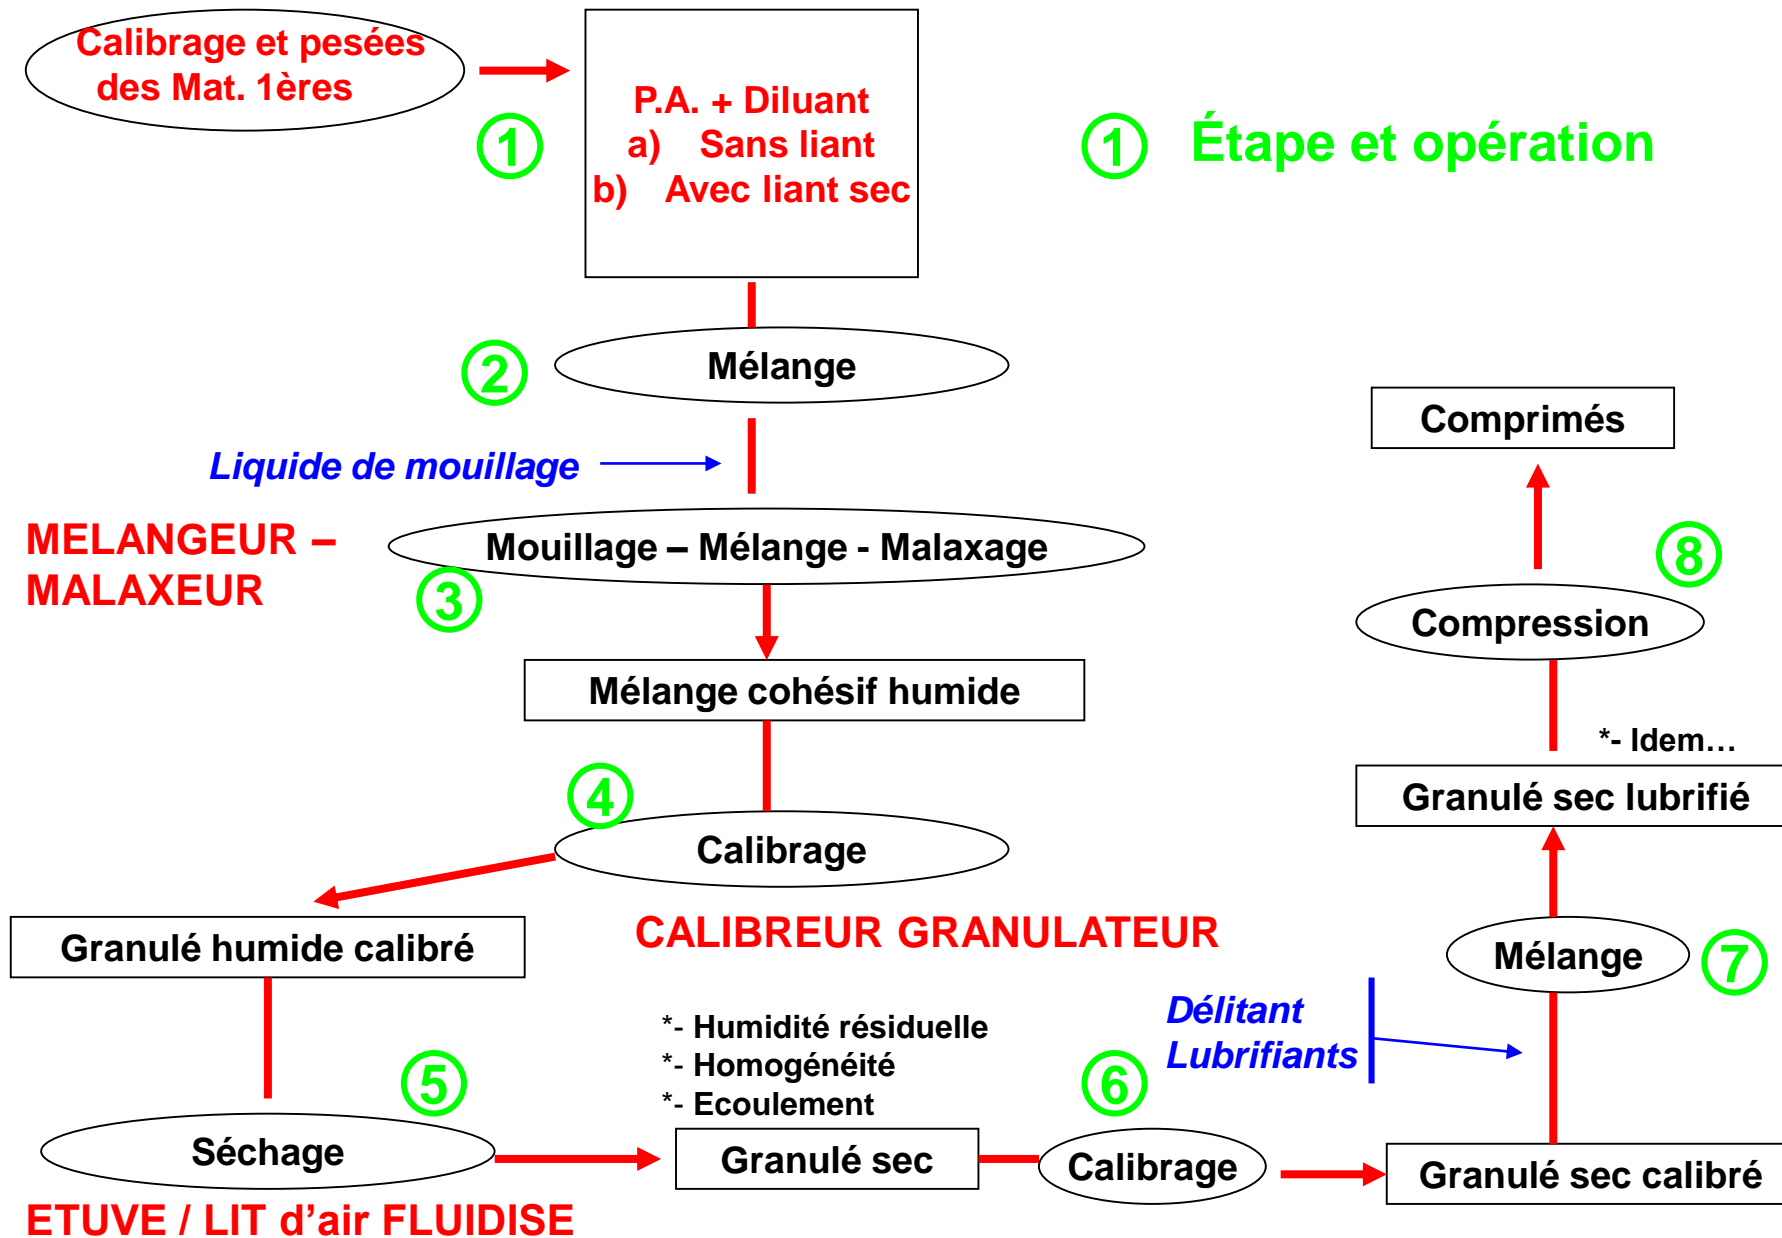 Calibrage et pesées
des Mat. 1ères
1
P.A. + Diluant
a) Sans liant
b) Avec liant sec
1 Étape et opération
2
Mélange
Liquide de mouillage
MELANGEUR –
MALAXEUR
Mouillage – Mélange - Malaxage
3
Mélange cohésif humide
4
Calibrage
Granulé humide calibré
CALIBREUR GRANULATEUR
5
Séchage
ETUVE / LIT d'air FLUIDISE
*- Humidité résiduelle
*- Homogénéité
*- Ecoulement
Granulé sec
6
Calibrage
Granulé sec calibré
Délitant
Lubrifiants
Mélange
7
Granulé sec lubrifié
*- Idem…
Compression
8
Comprimés